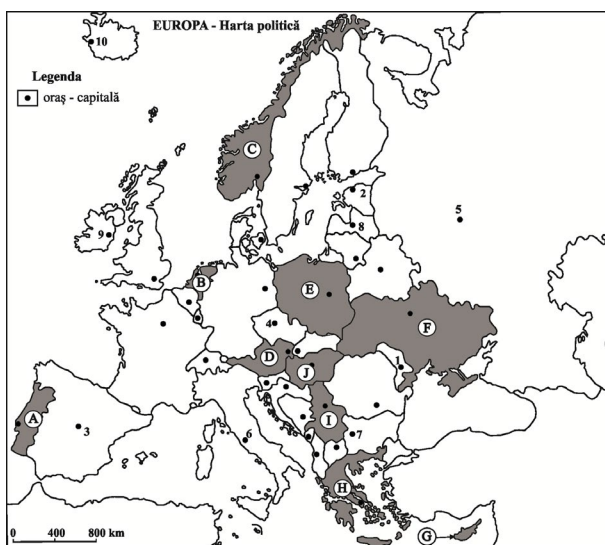 EUROPA - Harta politică
10
Legenda
oraş - capitală
C
2
5
8
9
B
E
F
4
D
J
1
A
3
I
6
7
H
G
0 400 800 km